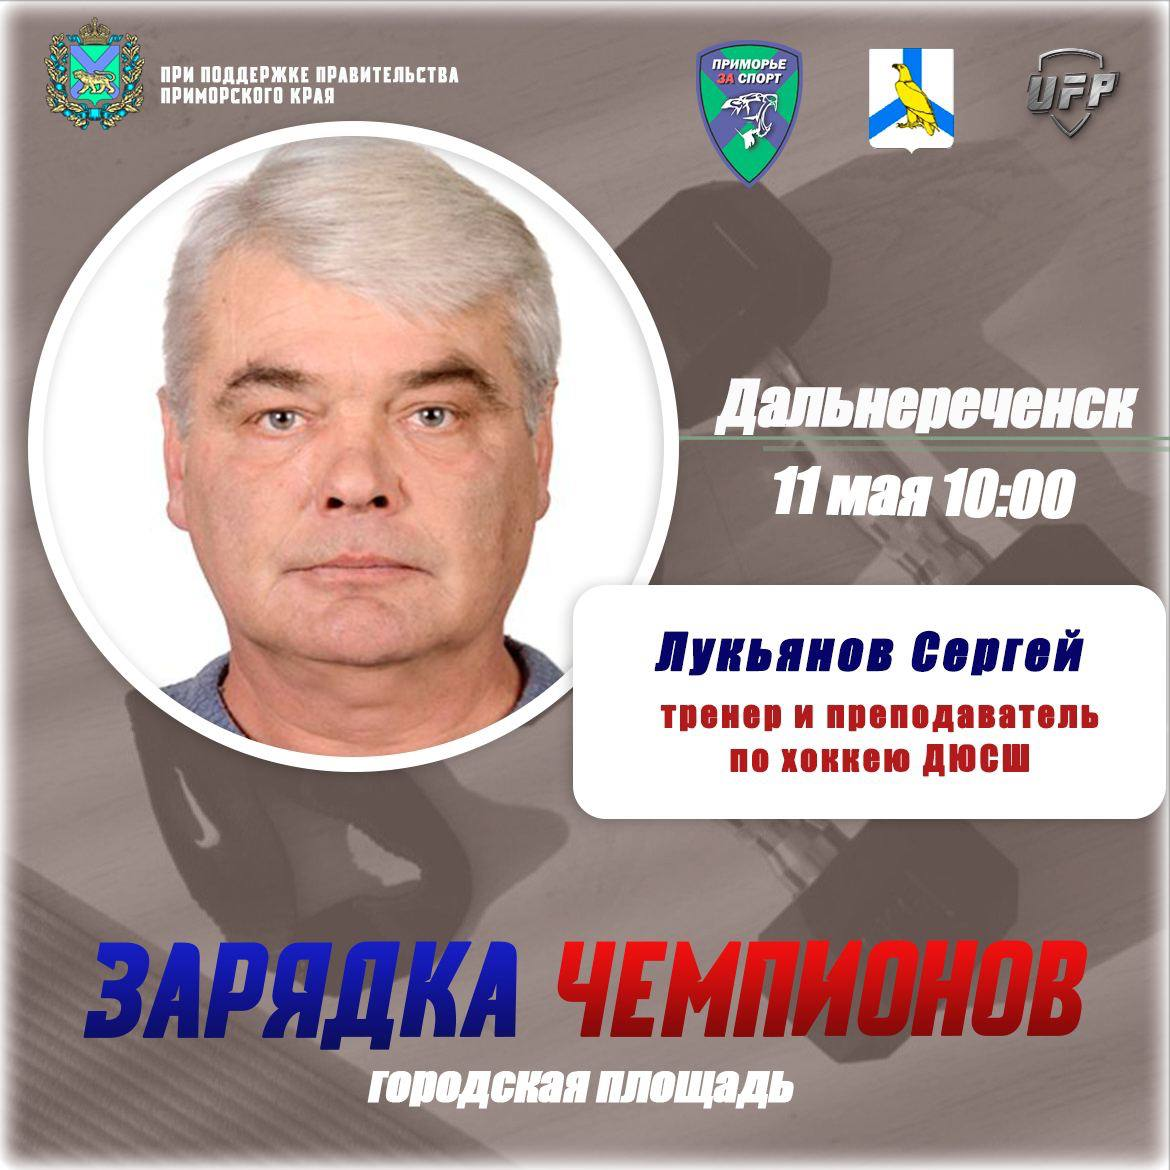 ПРИ ПОДДЕРЖКЕ ПРАВИТЕЛЬСТВА
ПРИМОРСКОГО КРАЯ
ПРИМОРЬЕ
ЗА СПОРТ
UFP
Дальнереченск
11 мая 10:00
Лукьянов Сергей
тренер и преподаватель
по хоккею ДЮСШ
ЗАРЯДКА ЧЕМПИОНОВ
городская площадь